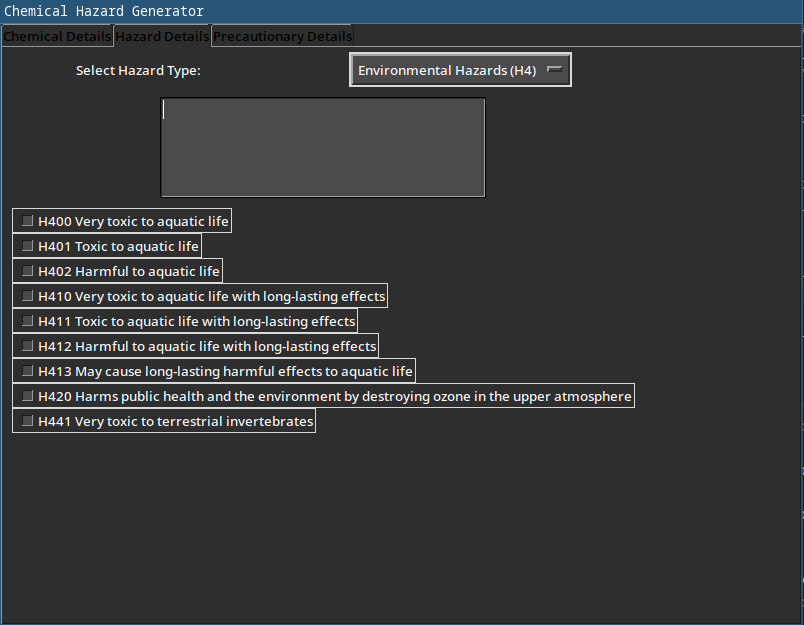 Chemical Hazard Generator
Chemical Details Hazard Details Precautionary Details
Select Hazard Type: Environmental Hazards (H4)
H400 Very toxic to aquatic life
H401 Toxic to aquatic life
H402 Harmful to aquatic life
H410 Very toxic to aquatic life with long-lasting effects
H411 Toxic to aquatic life with long-lasting effects
H412 Harmful to aquatic life with long-lasting effects
H413 May cause long-lasting harmful effects to aquatic life
H420 Harms public health and the environment by destroying ozone in the upper atmosphere
H441 Very toxic to terrestrial invertebrates